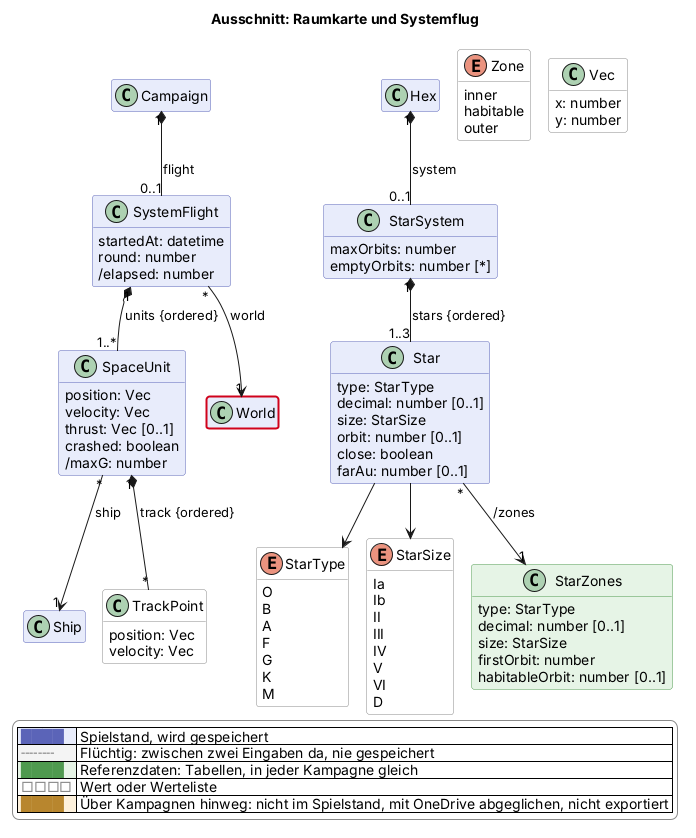 Ausschnitt: Raumkarte und Systemflug
C Campaign
C Hex
E Zone
inner
habitable
outer
C Vec
x: number
y: number
1
flight
0..1
1
system
0..1
C SystemFlight
startedAt: datetime
round: number
/elapsed: number
C StarSystem
maxOrbits: number
emptyOrbits: number [*]
1
units {ordered}
1..*
*
world
1
1
stars {ordered}
1..3
C SpaceUnit
position: Vec
velocity: Vec
thrust: Vec [0..1]
crashed: boolean
/maxG: number
C World
C Star
type: StarType
decimal: number [0..1]
size: StarSize
orbit: number [0..1]
close: boolean
farAu: number [0..1]
*
ship
1
1
track {ordered}
*
*
/zones
1
C Ship
C TrackPoint
position: Vec
velocity: Vec
E StarType
O
B
A
F
G
K
M
E StarSize
Ia
Ib
II
III
IV
V
VI
D
C StarZones
type: StarType
decimal: number [0..1]
size: StarSize
firstOrbit: number
habitableOrbit: number [0..1]
Spielstand, wird gespeichert
Flüchtig: zwischen zwei Eingaben da, nie gespeichert
Referenzdaten: Tabellen, in jeder Kampagne gleich
Wert oder Werteliste
Über Kampagnen hinweg: nicht im Spielstand, mit OneDrive abgeglichen, nicht exportiert